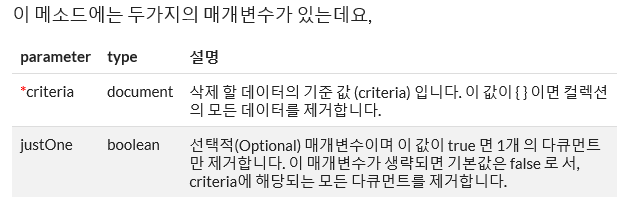 이 메소드에는 두가지의 매개변수가 있는데요,
parameter type 설명
*criteria document 삭제 할 데이터의 기준 값 (criteria) 입니다. 이 값이 { } 이면 컬렉션
의 모든 데이터를 제거합니다.
justOne boolean 선택적(Optional) 매개변수이며 이 값이 true 면 1개 의 다큐먼트
만 제거합니다. 이 매개변수가 생략되면 기본값은 false 로 서,
criteria에 해당되는 모든 다큐먼트를 제거합니다.